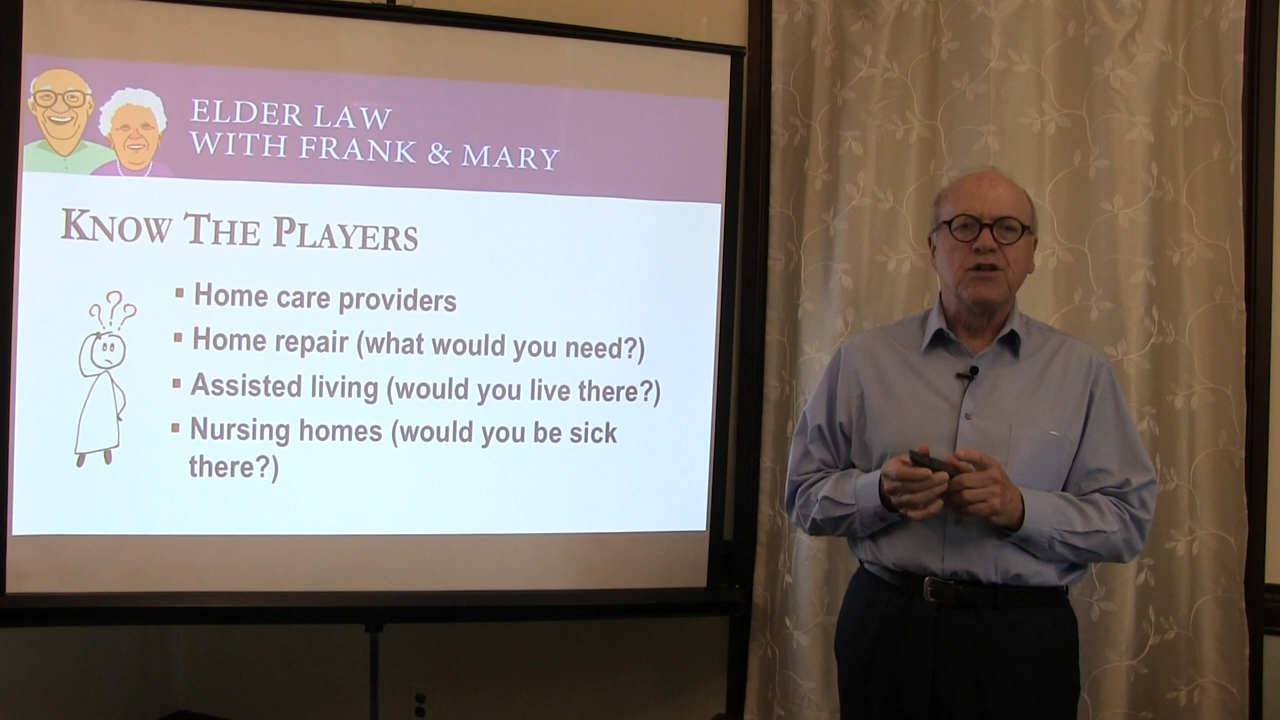 ELDER LAW
WITH FRANK & MARY
KNOW THE PLAYERS
???
▪ Home care providers
▪ Home repair (what would you need?)
▪ Assisted living (would you live there?)
▪ Nursing homes (would you be sick
there?)